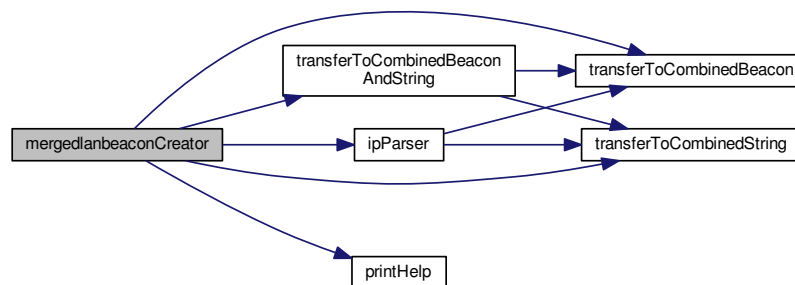 mergedlanbeaconCreator
transferToCombinedBeacon
AndString
ipParser
printHelp
transferToCombinedBeacon
transferToCombinedString